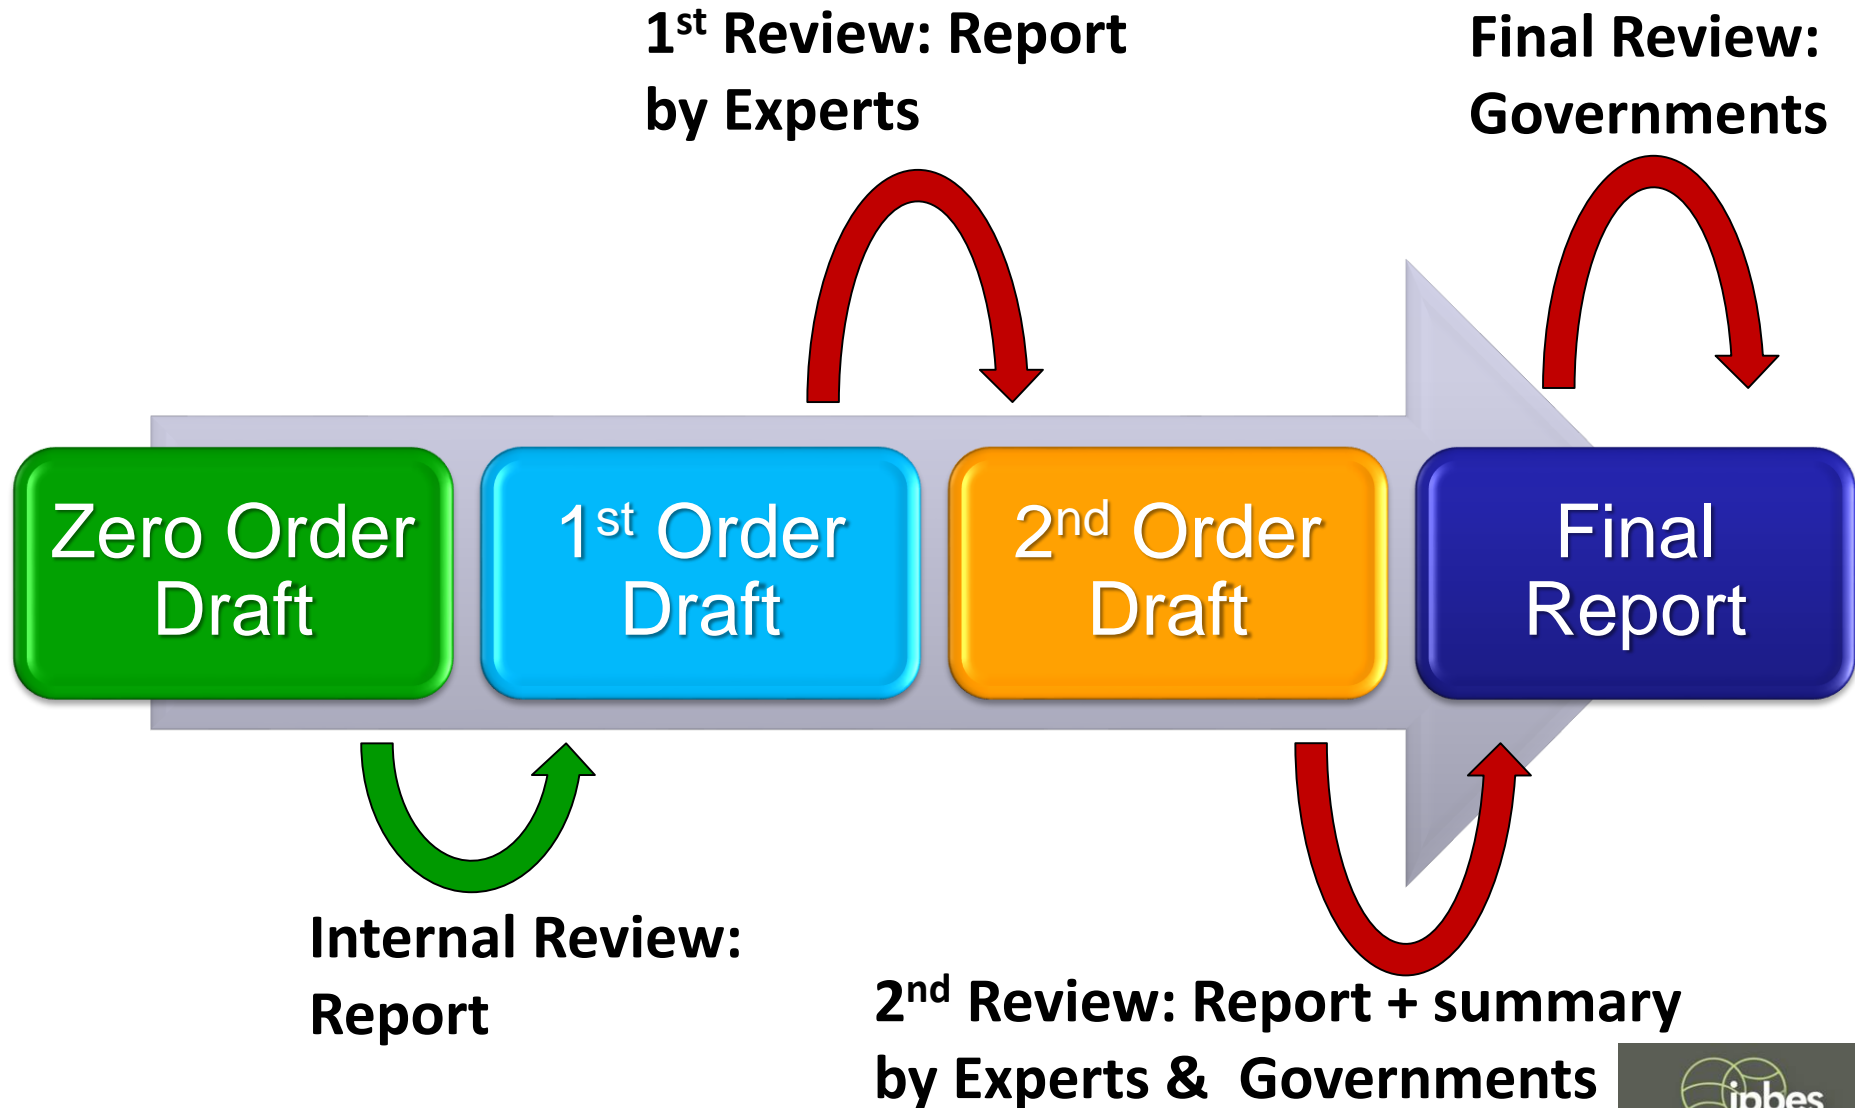 1st Review: Report
by Experts
Final Review:
Governments
Zero Order
Draft
1st Order
Draft
2nd Order
Draft
Final
Report
Internal Review:
Report
2nd Review: Report + summary
by Experts & Governments
ipbes